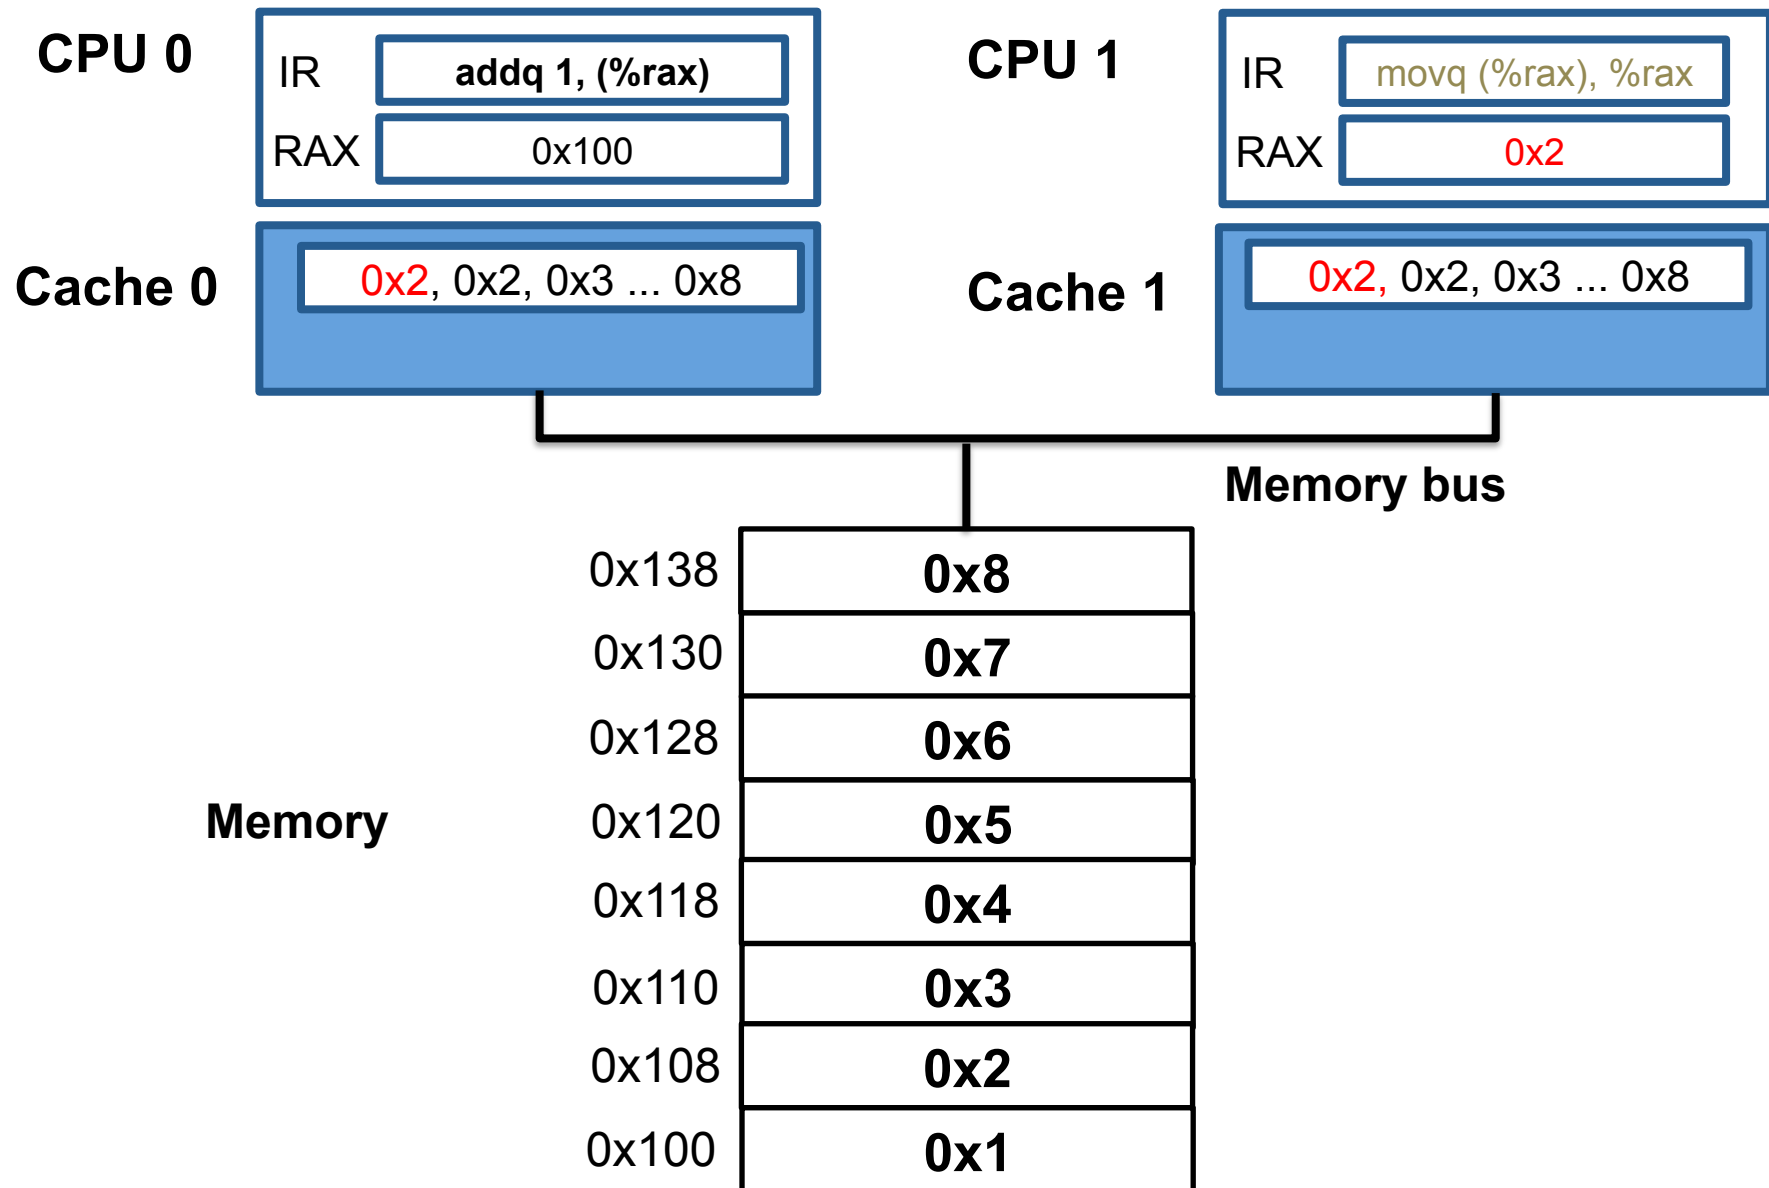 CPU 0
IR addq 1, (%rax)
RAX 0x100
CPU 1
IR movq (%rax), %rax
RAX 0x2
Cache 0
0x2, 0x2, 0x3 ... 0x8
Cache 1
0x2, 0x2, 0x3 ... 0x8
Memory bus
0x138 0x8
0x130 0x7
0x128 0x6
Memory
0x120 0x5
0x118 0x4
0x110 0x3
0x108 0x2
0x100 0x1